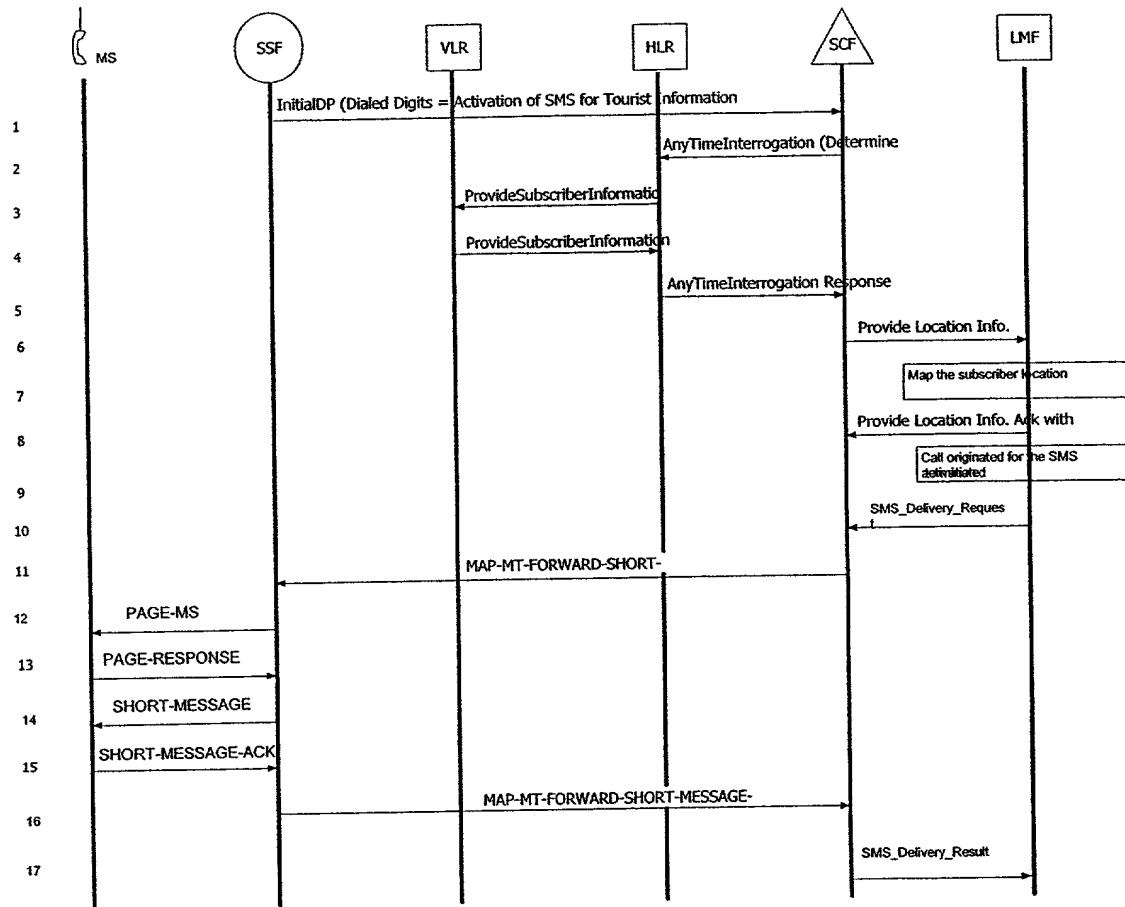 MS
SSF
VLR
HLR
SCF
LMF
InitialDP (Dialed Digits = Activation of SMS for Tourist Information
1
AnyTimeInterrogation (Determine
2
ProvideSubscriberInformatio
3
ProvideSubscriberInformation
4
AnyTimeInterrogation Response
5
Provide Location Info.
6
Map the subscriber location
7
Provide Location Info. Ack with
8
Call originated for the SMS
9
SMS_Delivery_Reques
t
10
MAP-MT-FORWARD-SHORT-
11
PAGE-MS
12
PAGE-RESPONSE
13
SHORT-MESSAGE
14
SHORT-MESSAGE-ACK
15
MAP-MT-FORWARD-SHORT-MESSAGE-
16
SMS_Delivery_Result
17